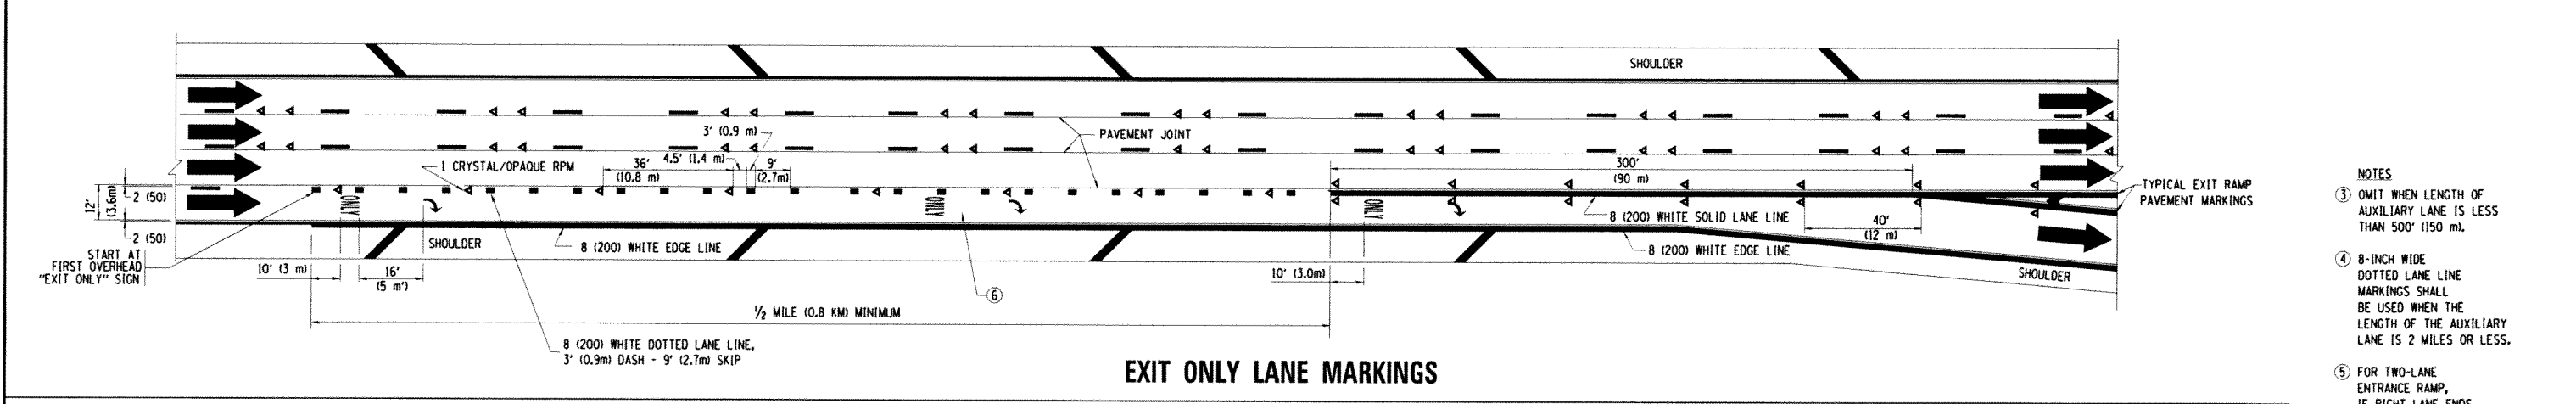 SHOULDER
3' (0.9 m)
PAVEMENT JOINT
1 CRYSTAL/OPAQUE RPM
36'
(10.8 m)
4.5' (1.4 m)
9'
(2.7m)
300'
(90 m)
12'
(3.6m)
2 (50)
2 (50)
ONLY
ONLY
ONLY
TYPICAL EXIT RAMP
PAVEMENT MARKINGS
8 (200) WHITE SOLID LANE LINE
40'
(12 m)
SHOULDER
8 (200) WHITE EDGE LINE
8 (200) WHITE EDGE LINE
SHOULDER
START AT
FIRST OVERHEAD
"EXIT ONLY" SIGN
10' (3 m)
16'
(5 m')
10' (3.0m)
6
1/2 MILE (0.8 KM) MINIMUM
8 (200) WHITE DOTTED LANE LINE,
3' (0.9m) DASH - 9' (2.7m) SKIP
EXIT ONLY LANE MARKINGS
NOTES
3 OMIT WHEN LENGTH OF
AUXILIARY LANE IS LESS
THAN 500' (150 m).
4 8-INCH WIDE
DOTTED LANE LINE
MARKINGS SHALL
BE USED WHEN THE
LENGTH OF THE AUXILIARY
LANE IS 2 MILES OR LESS.
5 FOR TWO-LANE
ENTRANCE RAMP,
IF RIGHT LANE ENDS